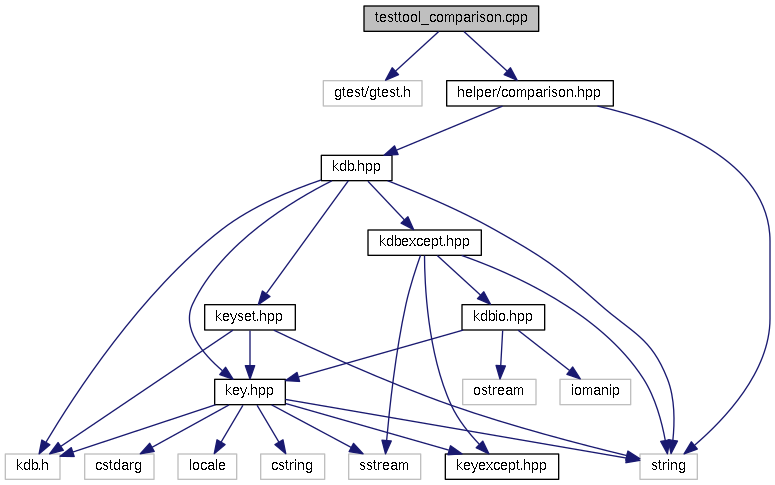 testtool_comparison.cpp
gtest/gtest.h
helper/comparison.hpp
kdb.hpp
kdbexcept.hpp
keyset.hpp
kdbio.hpp
key.hpp
ostream
iomanip
kdb.h
cstdarg
locale
cstring
sstream
keyexcept.hpp
string